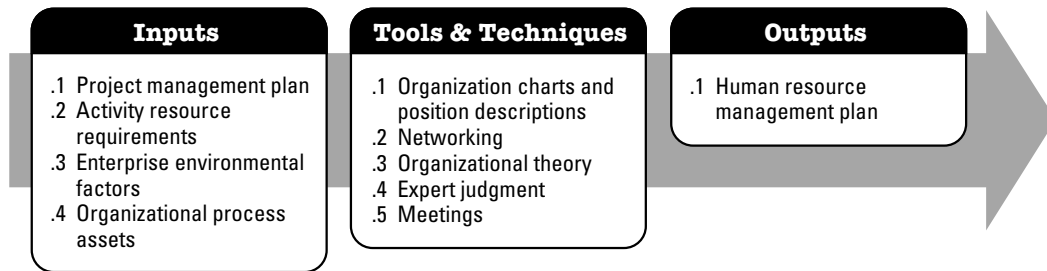 Inputs
.1 Project management plan
.2 Activity resource
requirements
.3 Enterprise environmental
factors
.4 Organizational process
assets
Tools & Techniques
.1 Organization charts and
position descriptions
.2 Networking
.3 Organizational theory
.4 Expert judgment
.5 Meetings
Outputs
.1 Human resource
management plan